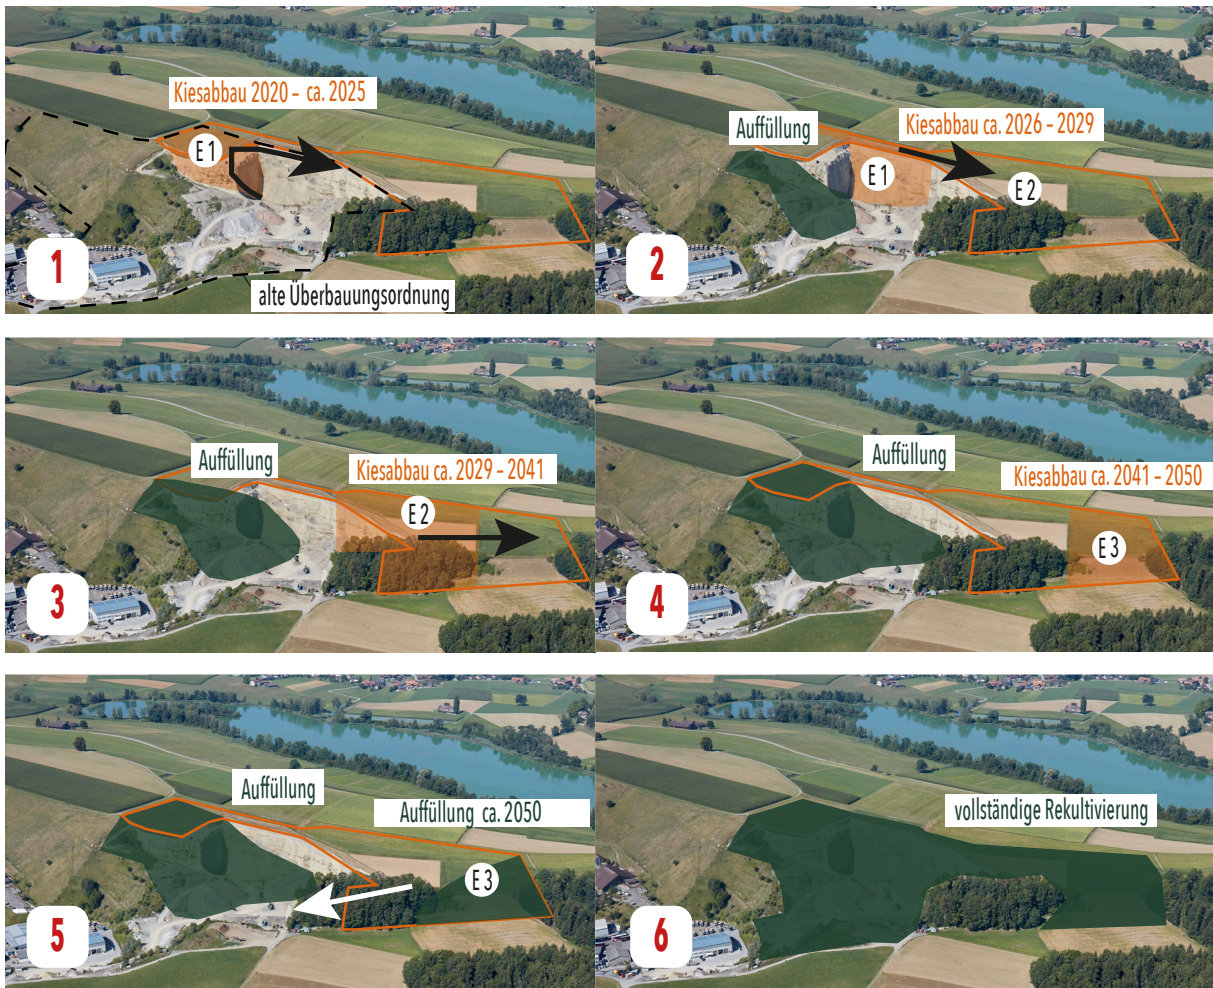 Kiesabbau 2020 – ca. 2025
E 1
1
alte Überbauungsordnung
Auffüllung
Kiesabbau ca. 2026 – 2029
E 1
E 2
2
Auffüllung
Kiesabbau ca. 2029 – 2041
E 2
3
Auffüllung
Kiesabbau ca. 2041 – 2050
E 3
4
Auffüllung
Auffüllung ca. 2050
E 3
5
vollständige Rekultivierung
6